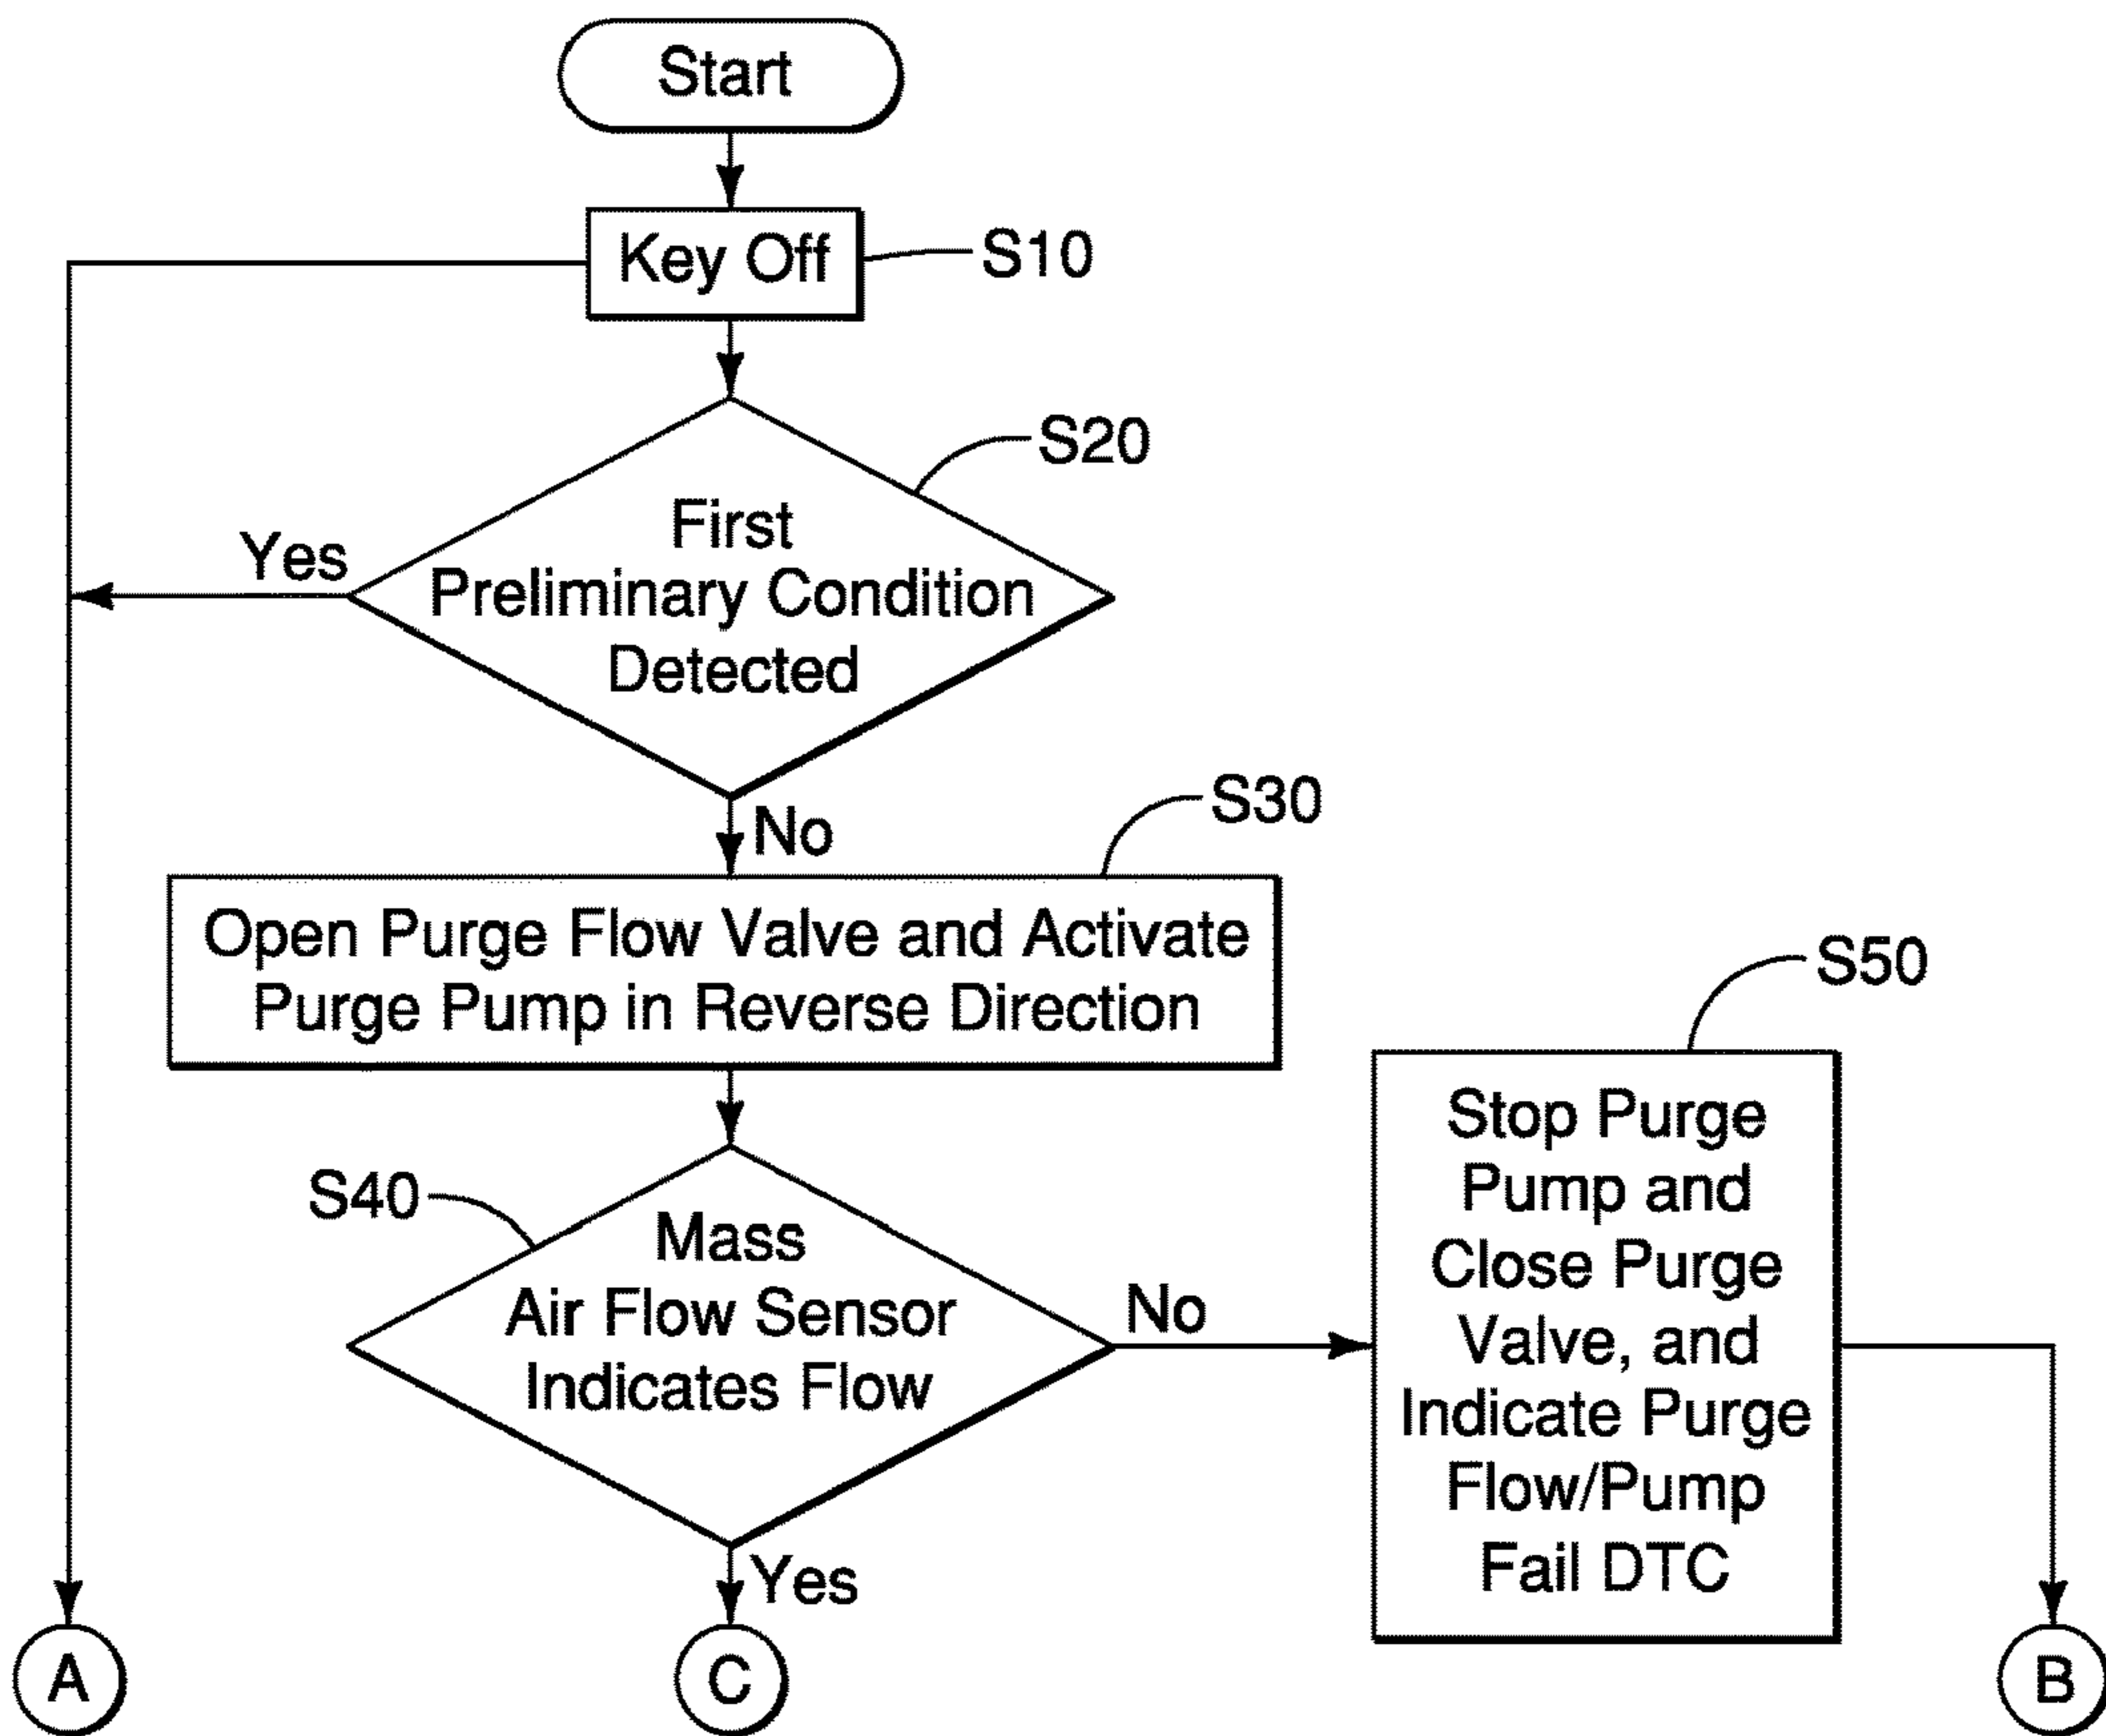 Start
Key Off
S10
S20
First
Preliminary Condition
Detected
Yes
No
S30
Open Purge Flow Valve and Activate
Purge Pump in Reverse Direction
S40
Mass
Air Flow Sensor
Indicates Flow
No
Yes
S50
Stop Purge
Pump and
Close Purge
Valve, and
Indicate Purge
Flow/Pump
Fail DTC
A
C
B